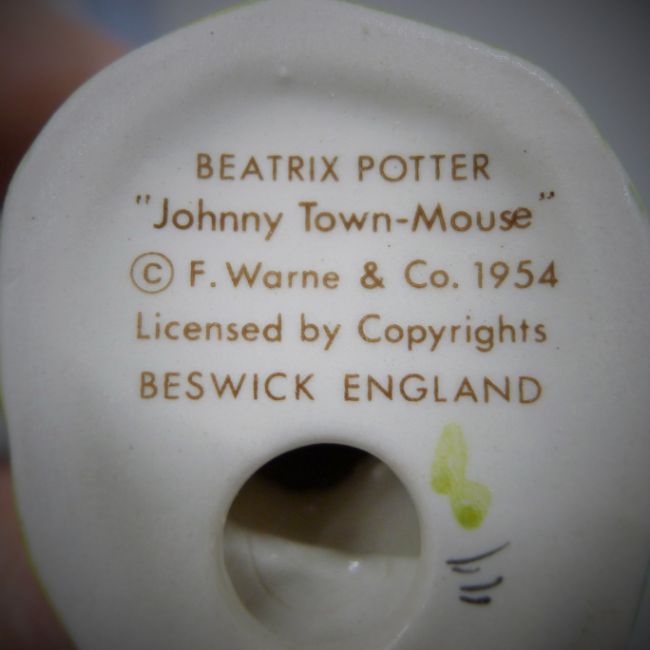 BEATRIX POTTER
"Johnny Town-Mouse"
© F. Warne & Co. 1954
Licensed by Copyrights
BESWICK ENGLAND